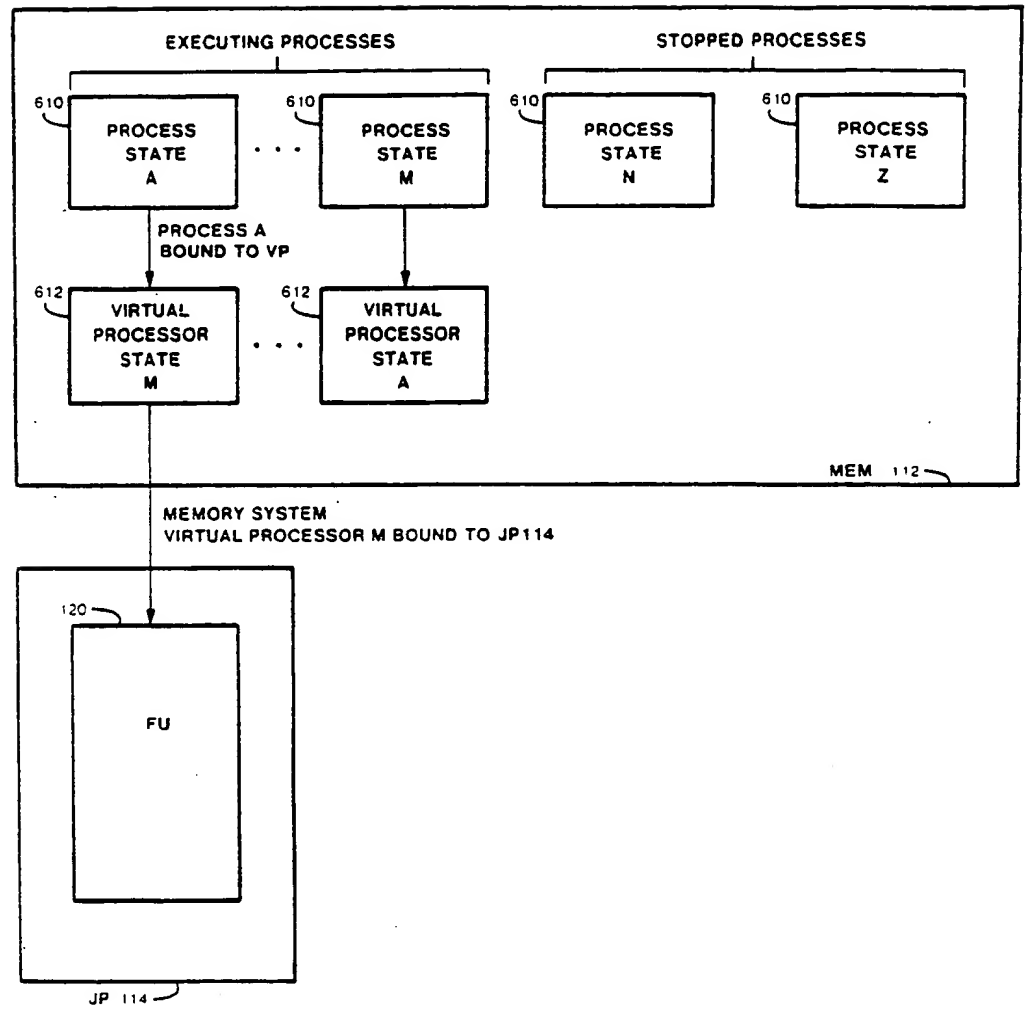 EXECUTING PROCESSES
STOPPED PROCESSES
610
PROCESS
STATE
A
610
PROCESS
STATE
M
610
PROCESS
STATE
N
610
PROCESS
STATE
Z
PROCESS A
BOUND TO VP
612
VIRTUAL
PROCESSOR
STATE
M
612
VIRTUAL
PROCESSOR
STATE
A
MEM 112
MEMORY SYSTEM
VIRTUAL PROCESSOR M BOUND TO JP114
120
FU
JP 114